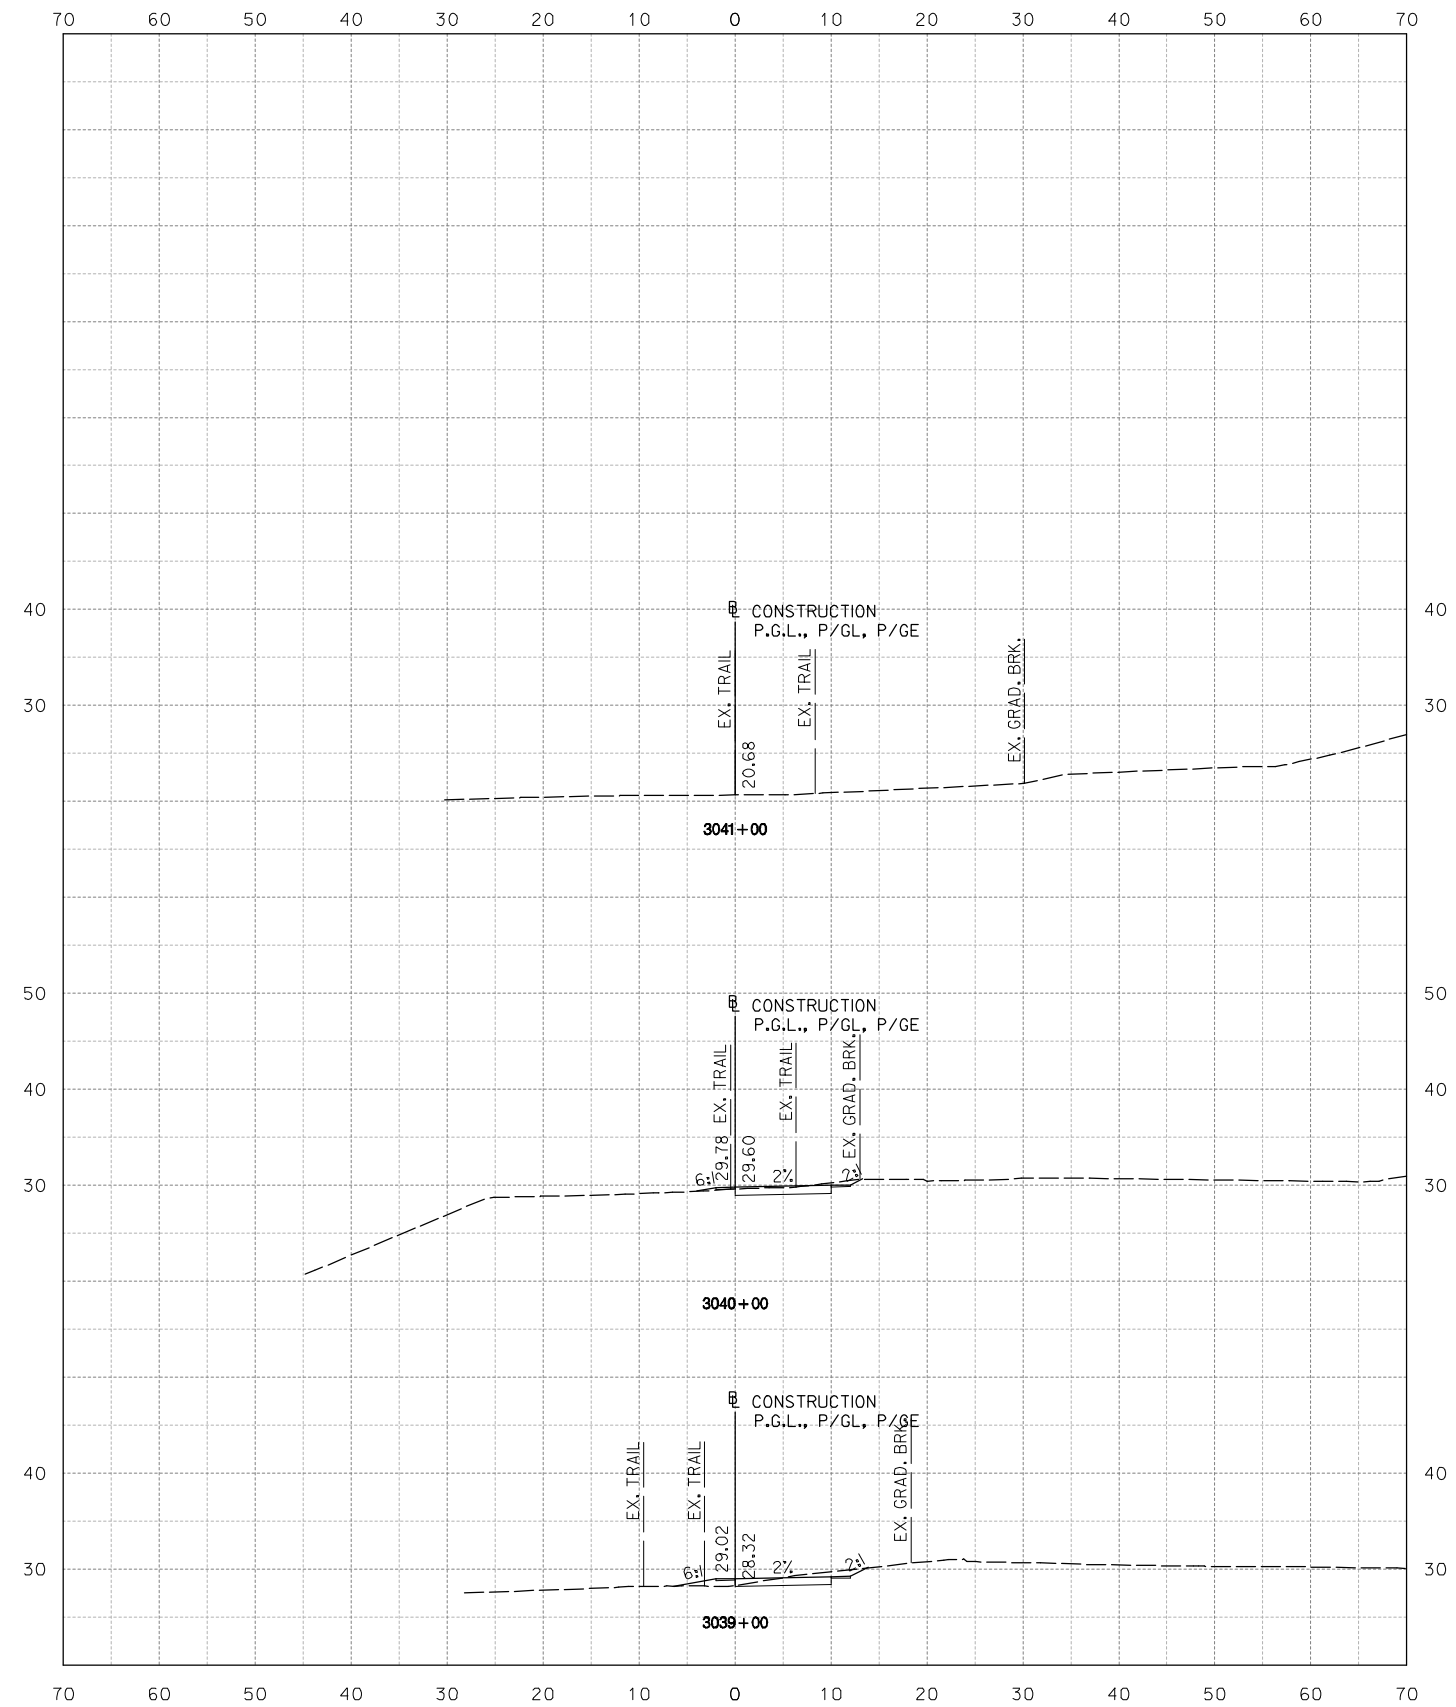 70 60 50 40 30 20 10 0 10 20 30 40 50 60 70
40 40
℄ CONSTRUCTION
P.G.L., P/GL, P/GE
EX. TRAIL
EX. TRAIL
EX. GRAD. BRK.
30 30
20.68
3041+00
50 50
℄ CONSTRUCTION
P.G.L., P/GL, P/GE
EX. TRAIL
EX. TRAIL
EX. GRAD. BRK.
40 40
29.78
29.60
6:1
2%
2:1
30 30
3040+00
℄ CONSTRUCTION
P.G.L., P/GL, P/GE
EX. TRAIL
EX. TRAIL
EX. GRAD. BRK.
40 40
29.02
28.32
6:1
2%
2:1
30 30
3039+00
70 60 50 40 30 20 10 0 10 20 30 40 50 60 70